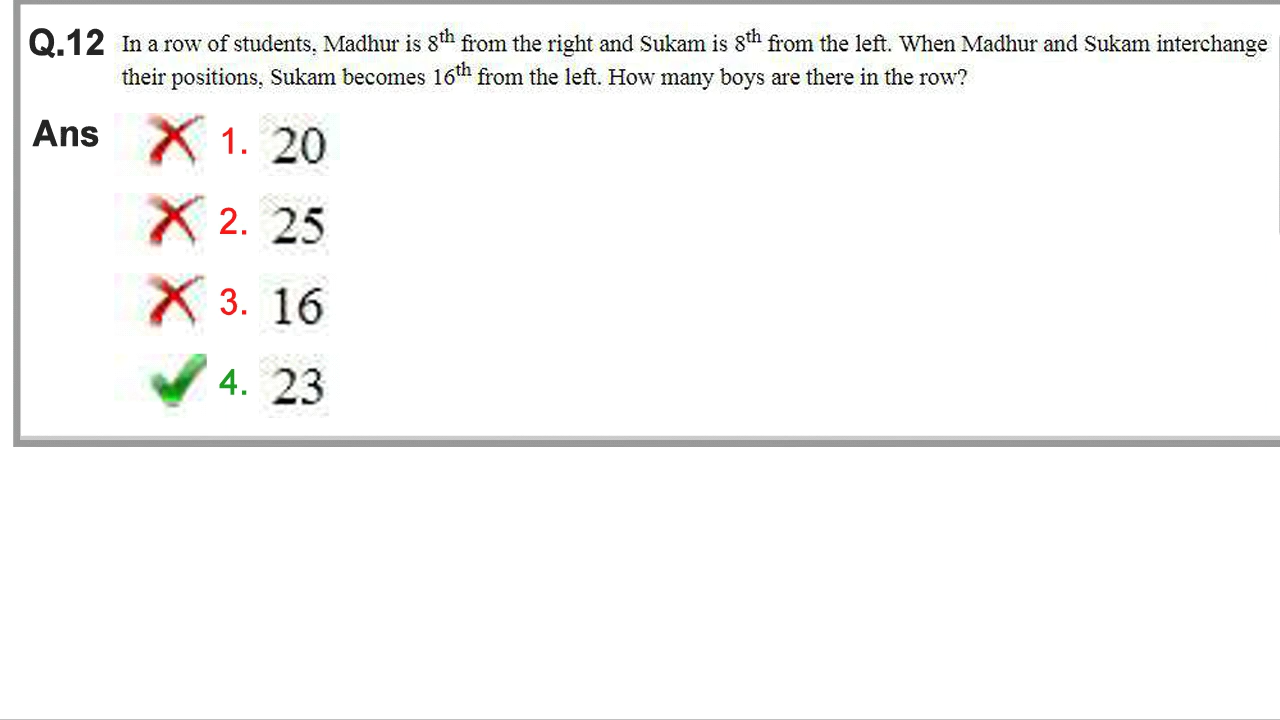 Q.12 In a row of students, Madhur is 8th from the right and Sukam is 8th from the left. When Madhur and Sukam interchange
their positions, Sukam becomes 16th from the left. How many boys are there in the row?
Ans 1. 20
2. 25
3. 16
4. 23